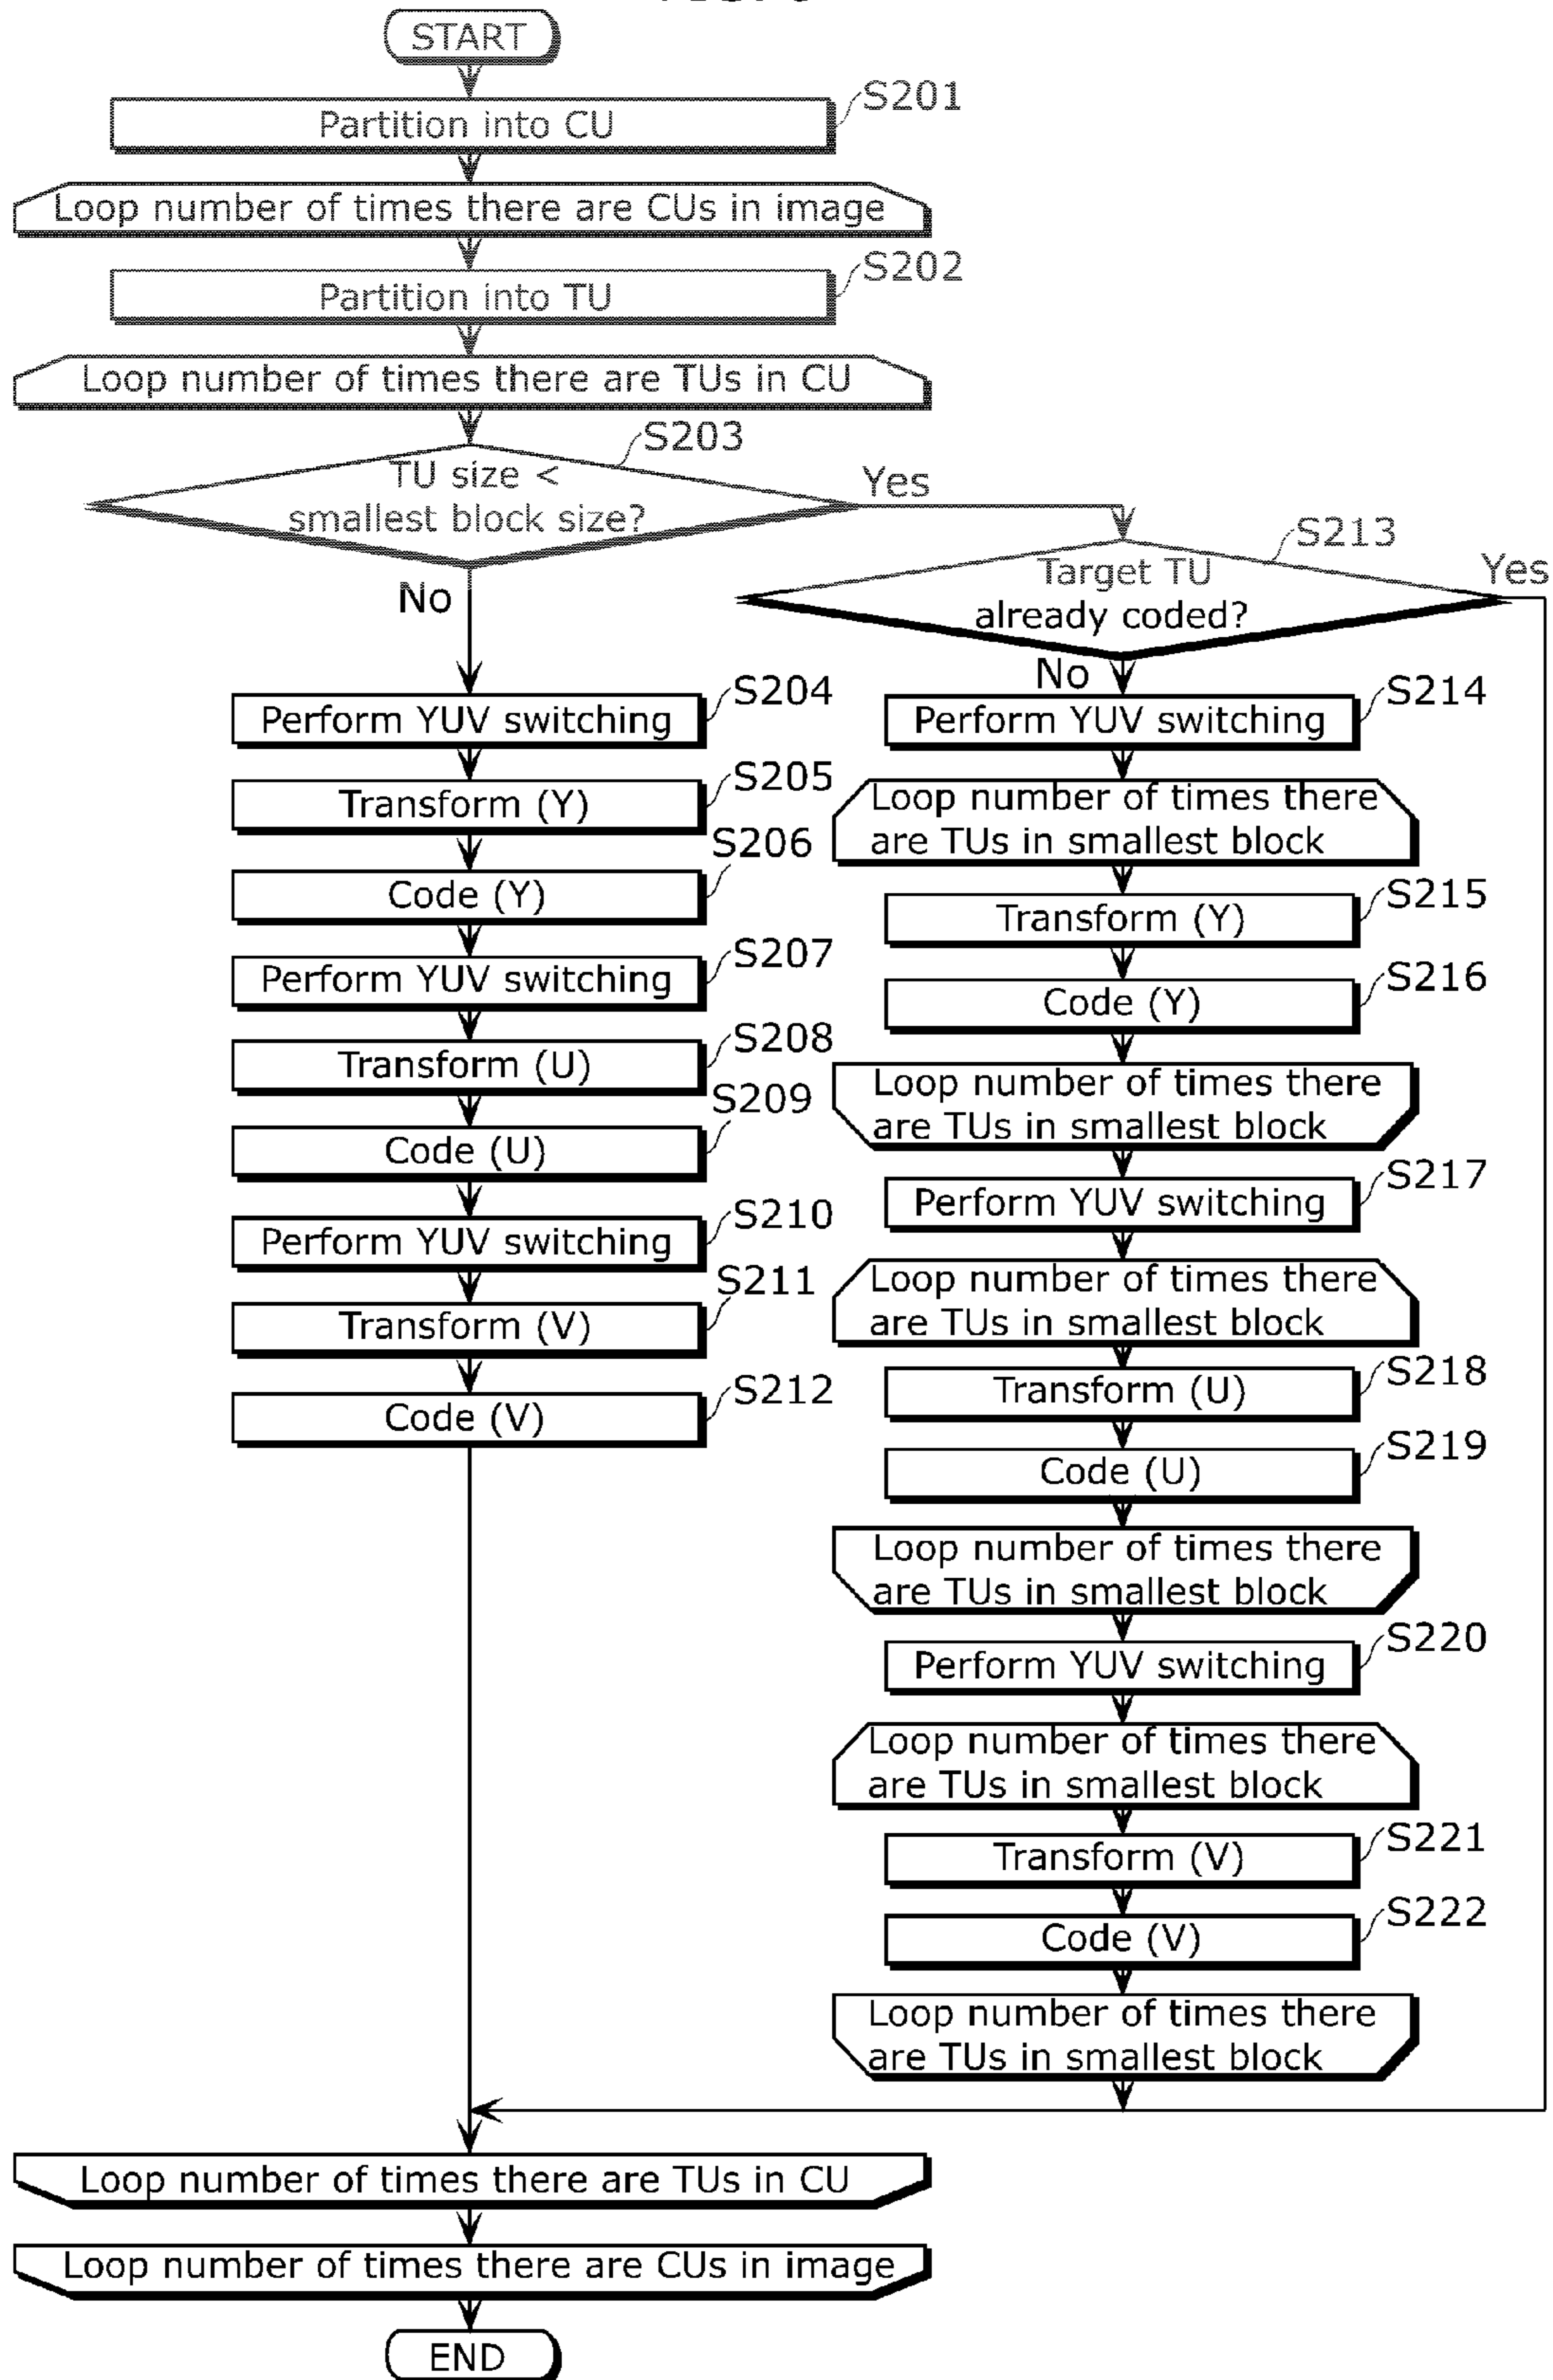 START
S201
Partition into CU
Loop number of times there are CUs in image
S202
Partition into TU
Loop number of times there are TUs in CU
S203
TU size <
smallest block size?
Yes
No
S213
Target TU
already coded?
Yes
No
S204
Perform YUV switching
S205
Transform (Y)
S206
Code (Y)
S207
Perform YUV switching
S208
Transform (U)
S209
Code (U)
S210
Perform YUV switching
S211
Transform (V)
S212
Code (V)
S214
Perform YUV switching
Loop number of times there
are TUs in smallest block
S215
Transform (Y)
S216
Code (Y)
Loop number of times there
are TUs in smallest block
S217
Perform YUV switching
Loop number of times there
are TUs in smallest block
S218
Transform (U)
S219
Code (U)
Loop number of times there
are TUs in smallest block
S220
Perform YUV switching
Loop number of times there
are TUs in smallest block
S221
Transform (V)
S222
Code (V)
Loop number of times there
are TUs in smallest block
Loop number of times there are TUs in CU
Loop number of times there are CUs in image
END